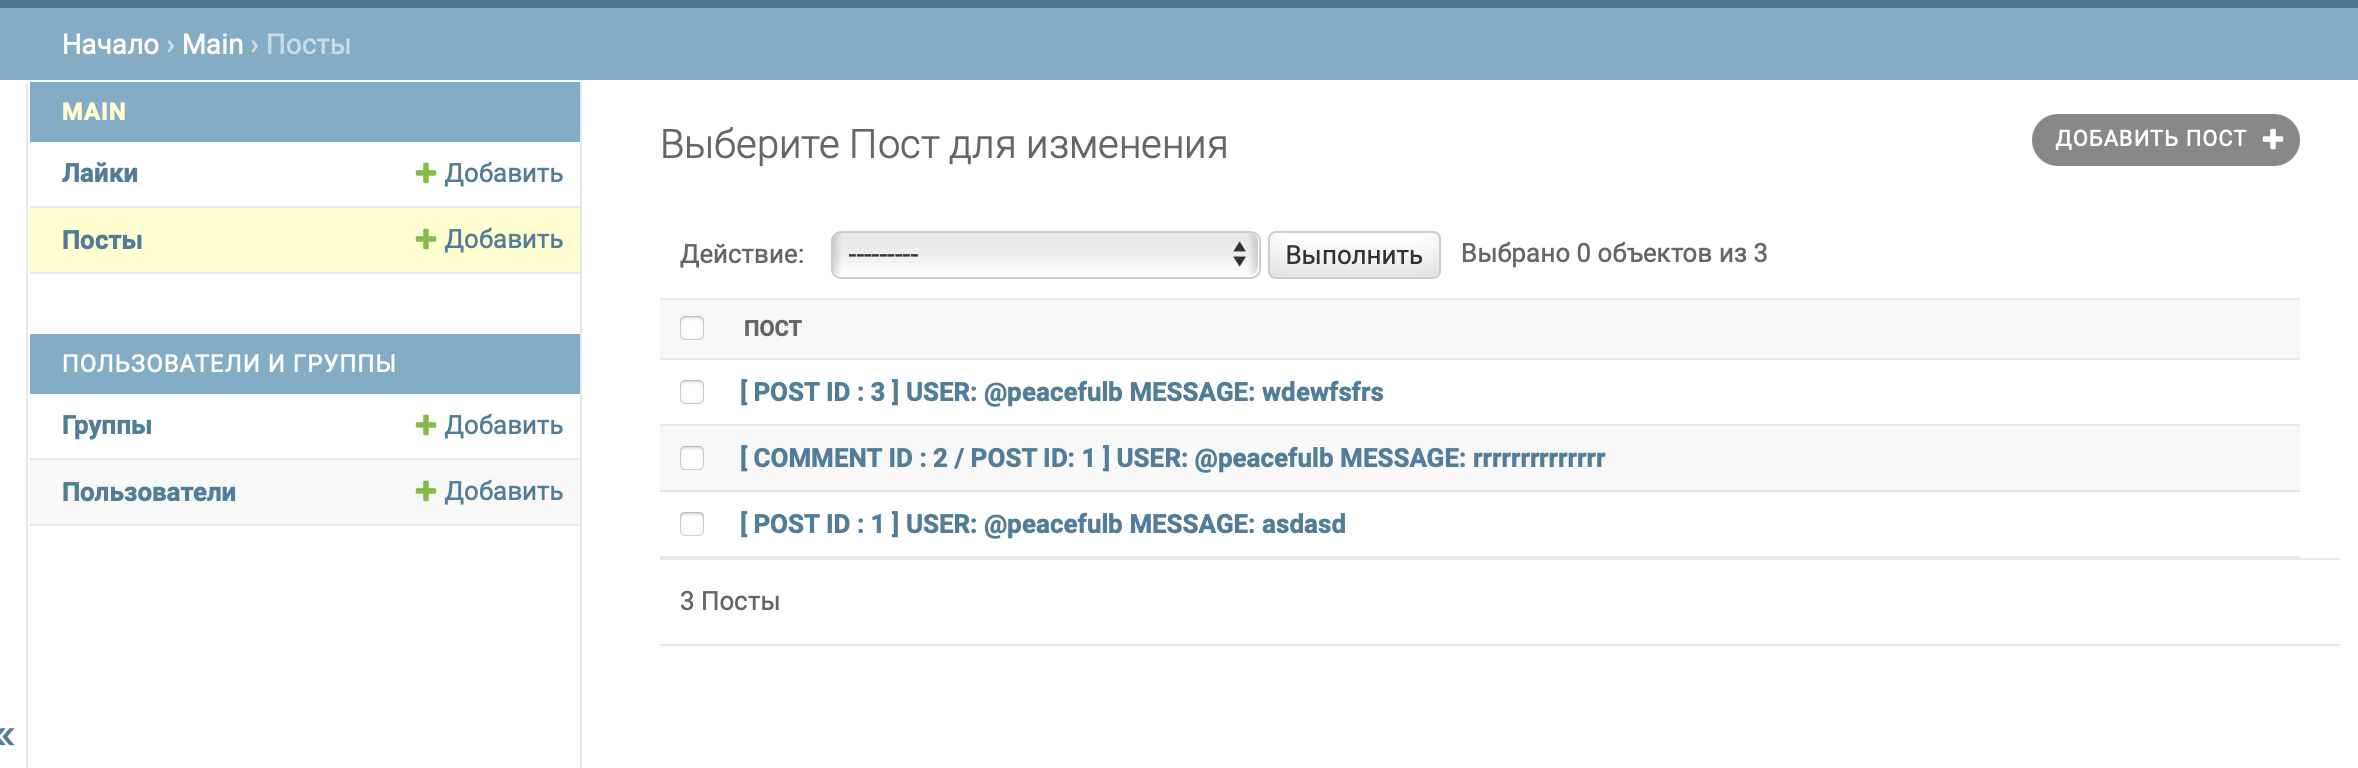 Начало › Main › Посты
MAIN
Лайки Добавить
Посты Добавить
ПОЛЬЗОВАТЕЛИ И ГРУППЫ
Группы Добавить
Пользователи Добавить
«
Выберите Пост для изменения
ДОБАВИТЬ ПОСТ
Действие: --------- Выполнить Выбрано 0 объектов из 3
ПОСТ
[ POST ID : 3 ] USER: @peacefulb MESSAGE: wdewfsfrs
[ COMMENT ID : 2 / POST ID: 1 ] USER: @peacefulb MESSAGE: rrrrrrrrrrrrrr
[ POST ID : 1 ] USER: @peacefulb MESSAGE: asdasd
3 Посты